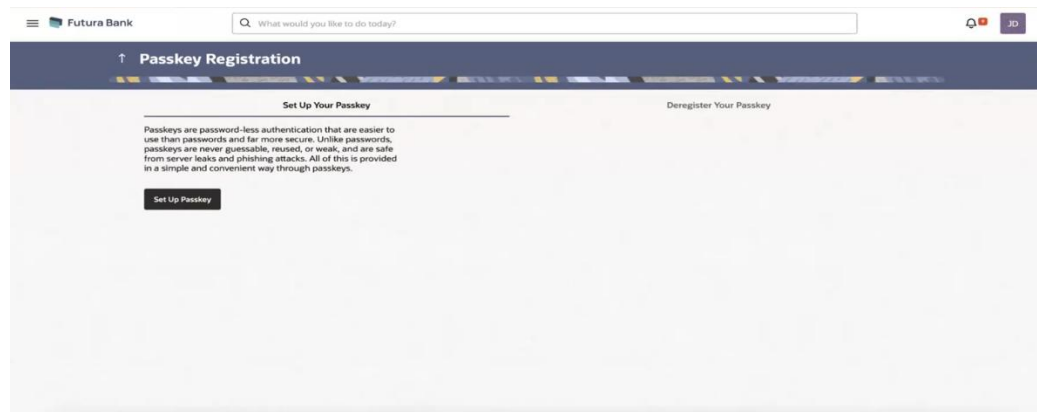 Futura Bank
What would you like to do today?
JD
Passkey Registration
Set Up Your Passkey
Deregister Your Passkey
Passkeys are password-less authentication that are easier to
use than passwords and far more secure. Unlike passwords,
passkeys are never guessable, reused, or weak, and are safe
from server leaks and phishing attacks. All of this is provided
in a simple and convenient way through passkeys.
Set Up Passkey